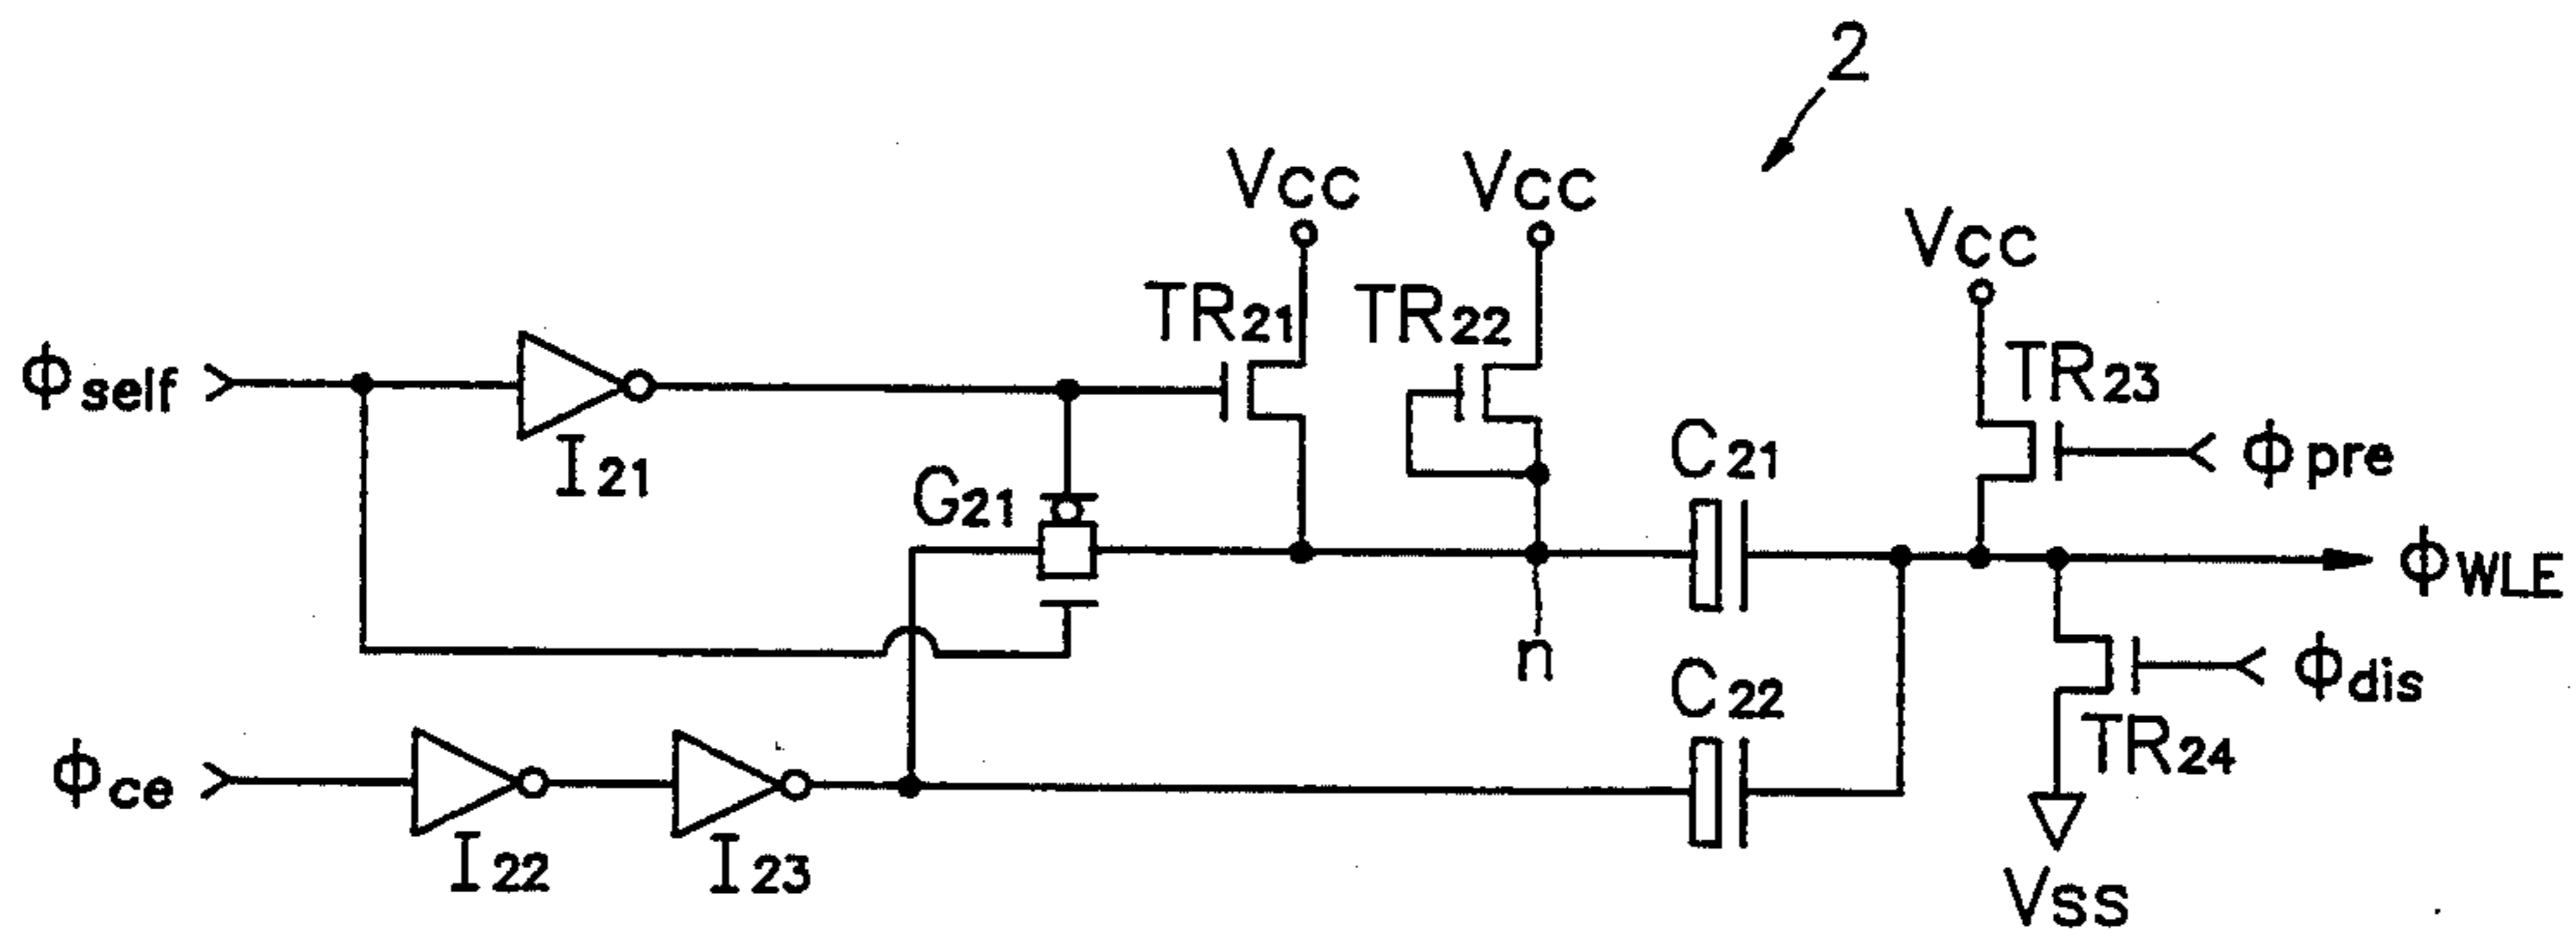 2
Vcc
Vcc
Vcc
TR21
TR22
TR23
ϕself
I21
G21
C21
ϕpre
ϕWLE
n
C22
ϕdis
TR24
ϕce
I22
I23
Vss